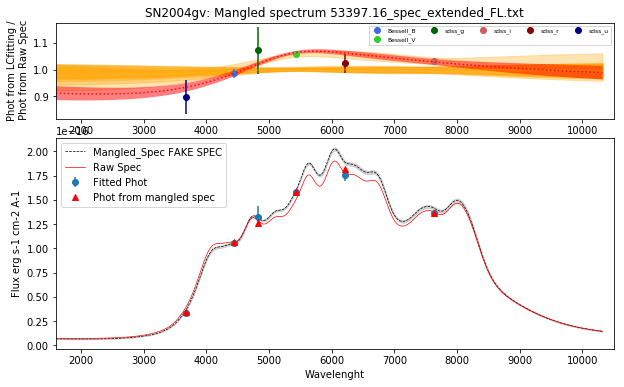 SN2004gv: Mangled spectrum 53397.16_spec_extended_FL.txt
Phot from LCfitting /
Phot from Raw Spec
1.1
1.0
0.9
Bessell_B
Bessell_V
sdss_g
sdss_i
sdss_r
sdss_u
2000 3000 4000 5000 6000 7000 8000 9000 10000
1e−16
Flux erg s-1 cm-2 A-1
2.00
1.75
1.50
1.25
1.00
0.75
0.50
0.25
0.00
Mangled_Spec FAKE SPEC
Raw Spec
Fitted Phot
Phot from mangled spec
2000 3000 4000 5000 6000 7000 8000 9000 10000
Wavelenght